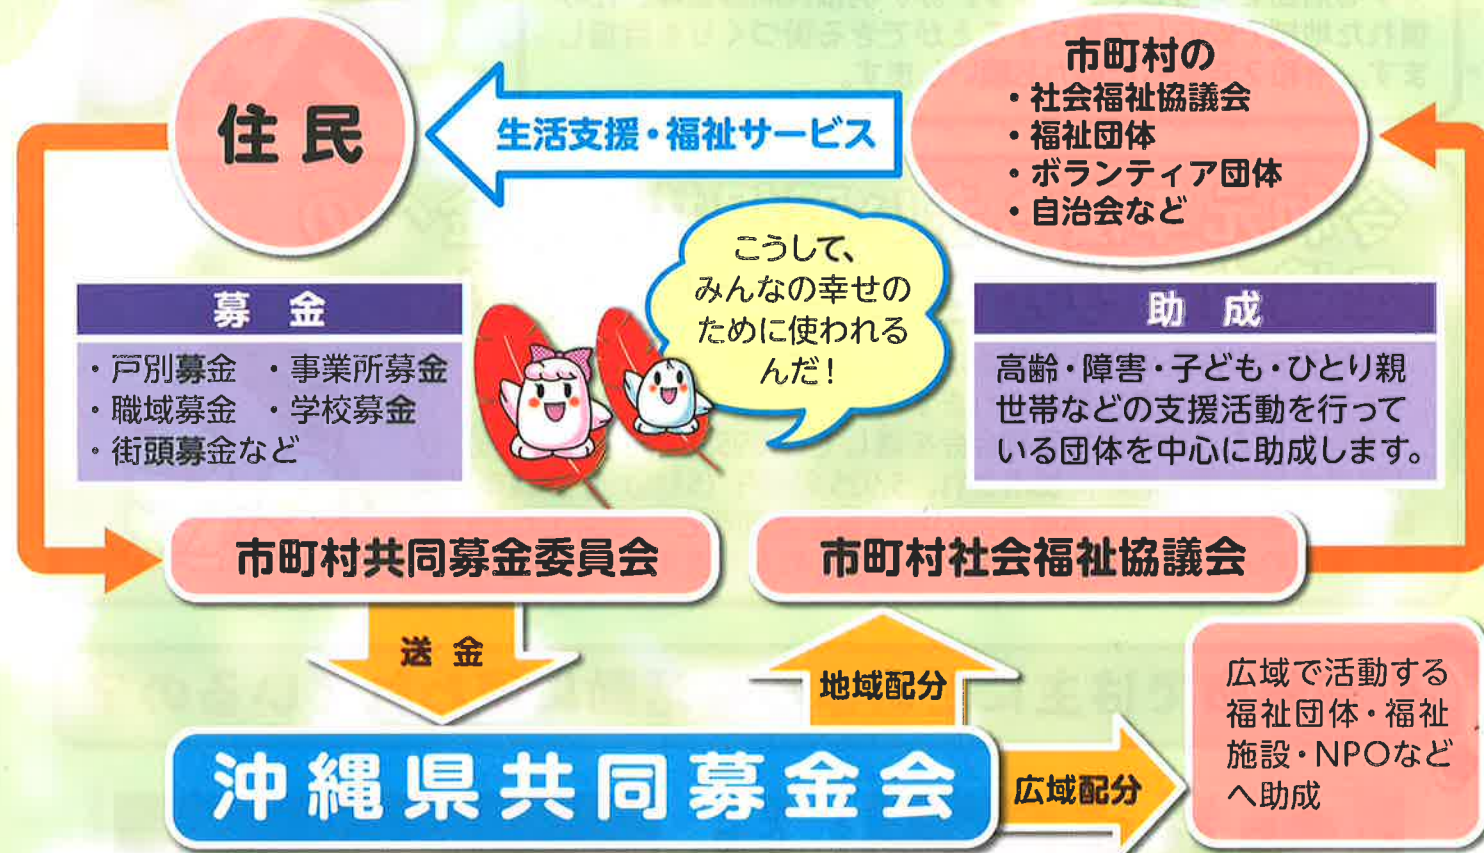 住民
生活支援・福祉サービス
市町村の
・社会福祉協議会
・福祉団体
・ボランティア団体
・自治会など
こうして、
みんなの幸せの
ために使われる
んだ!
募金
・戸別募金 ・事業所募金
・職域募金 ・学校募金
・街頭募金など
助成
高齢・障害・子ども・ひとり親
世帯などの支援活動を行って
いる団体を中心に助成します。
市町村共同募金委員会
市町村社会福祉協議会
送金
地域配分
沖縄県共同募金会
広域配分
広域で活動する
福祉団体・福祉
施設・NPOなど
へ助成